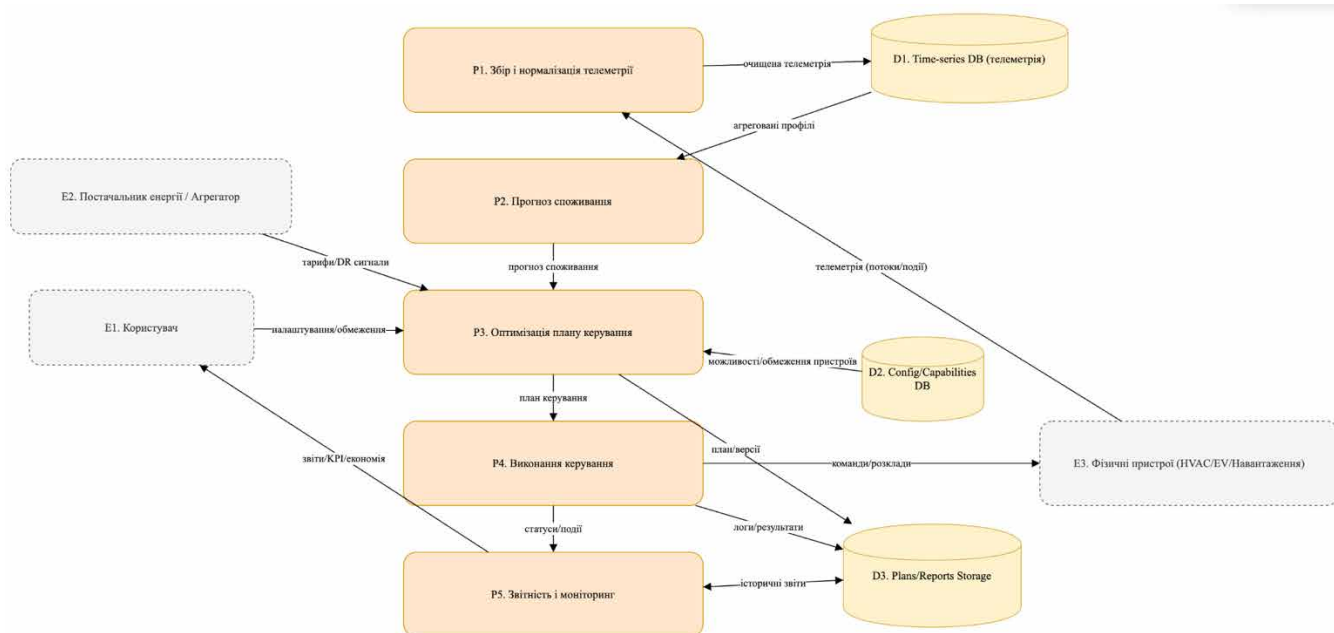 P1. Збір і нормалізація телеметрії
очищена телеметрія
D1. Time-series DB (телеметрія)
агреговані профілі
E2. Постачальник енергії / Агрегатор
P2. Прогноз споживання
тарифи/DR сигнали
прогноз споживання
телеметрія (потоки/події)
E1. Користувач
налаштування/обмеження
P3. Оптимізація плану керування
можливості/обмеження пристроїв
D2. Config/Capabilities
DB
план керування
звіти/KPI/економія
P4. Виконання керування
план/версії
команди/розклади
E3. Фізичні пристрої (HVAC/EV/Навантаження)
статуси/події
логи/результати
P5. Звітність і моніторинг
історичні звіти
D3. Plans/Reports Storage